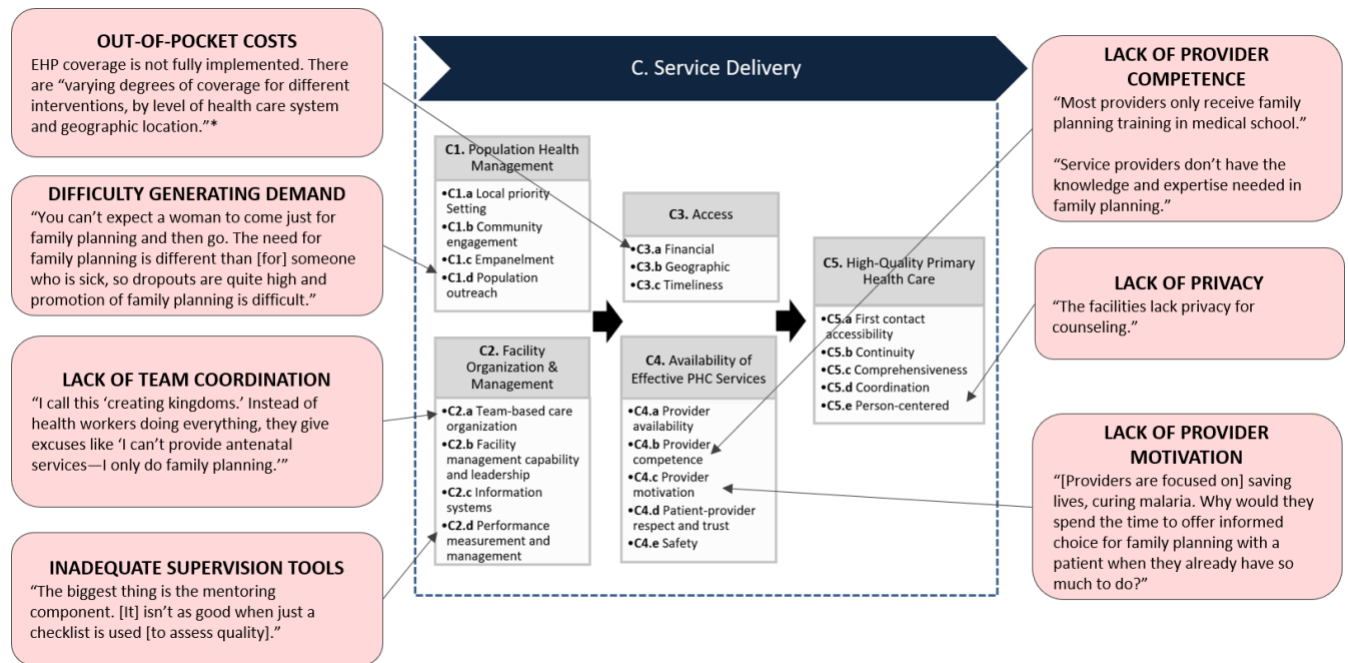 OUT-OF-POCKET COSTS
EHP coverage is not fully implemented. There
are “varying degrees of coverage for different
interventions, by level of health care system
and geographic location.”*
DIFFICULTY GENERATING DEMAND
“You can’t expect a woman to come just for
family planning and then go. The need for
family planning is different than [for] someone
who is sick, so dropouts are quite high and
promotion of family planning is difficult.”
LACK OF TEAM COORDINATION
“I call this ‘creating kingdoms.’ Instead of
health workers doing everything, they give
excuses like ‘I can’t provide antenatal
services—I only do family planning.’”
INADEQUATE SUPERVISION TOOLS
“The biggest thing is the mentoring
component. [It] isn’t as good when just a
checklist is used [to assess quality].”
C. Service Delivery
C1. Population Health
Management
•C1.a Local priority
Setting
•C1.b Community
engagement
•C1.c Empanelment
•C1.d Population
outreach
C2. Facility
Organization &
Management
•C2.a Team-based care
organization
•C2.b Facility
management capability
and leadership
•C2.c Information
systems
•C2.d Performance
measurement and
management
C3. Access
•C3.a Financial
•C3.b Geographic
•C3.c Timeliness
C4. Availability of
Effective PHC Services
•C4.a Provider
availability
•C4.b Provider
competence
•C4.c Provider
motivation
•C4.d Patient-provider
respect and trust
•C4.e Safety
C5. High-Quality Primary
Health Care
•C5.a First contact
accessibility
•C5.b Continuity
•C5.c Comprehensiveness
•C5.d Coordination
•C5.e Person-centered
LACK OF PROVIDER
COMPETENCE
“Most providers only receive family
planning training in medical school.”
“Service providers don’t have the
knowledge and expertise needed in
family planning.”
LACK OF PRIVACY
“The facilities lack privacy for
counseling.”
LACK OF PROVIDER
MOTIVATION
“[Providers are focused on] saving
lives, curing malaria. Why would they
spend the time to offer informed
choice for family planning with a
patient when they already have so
much to do?”